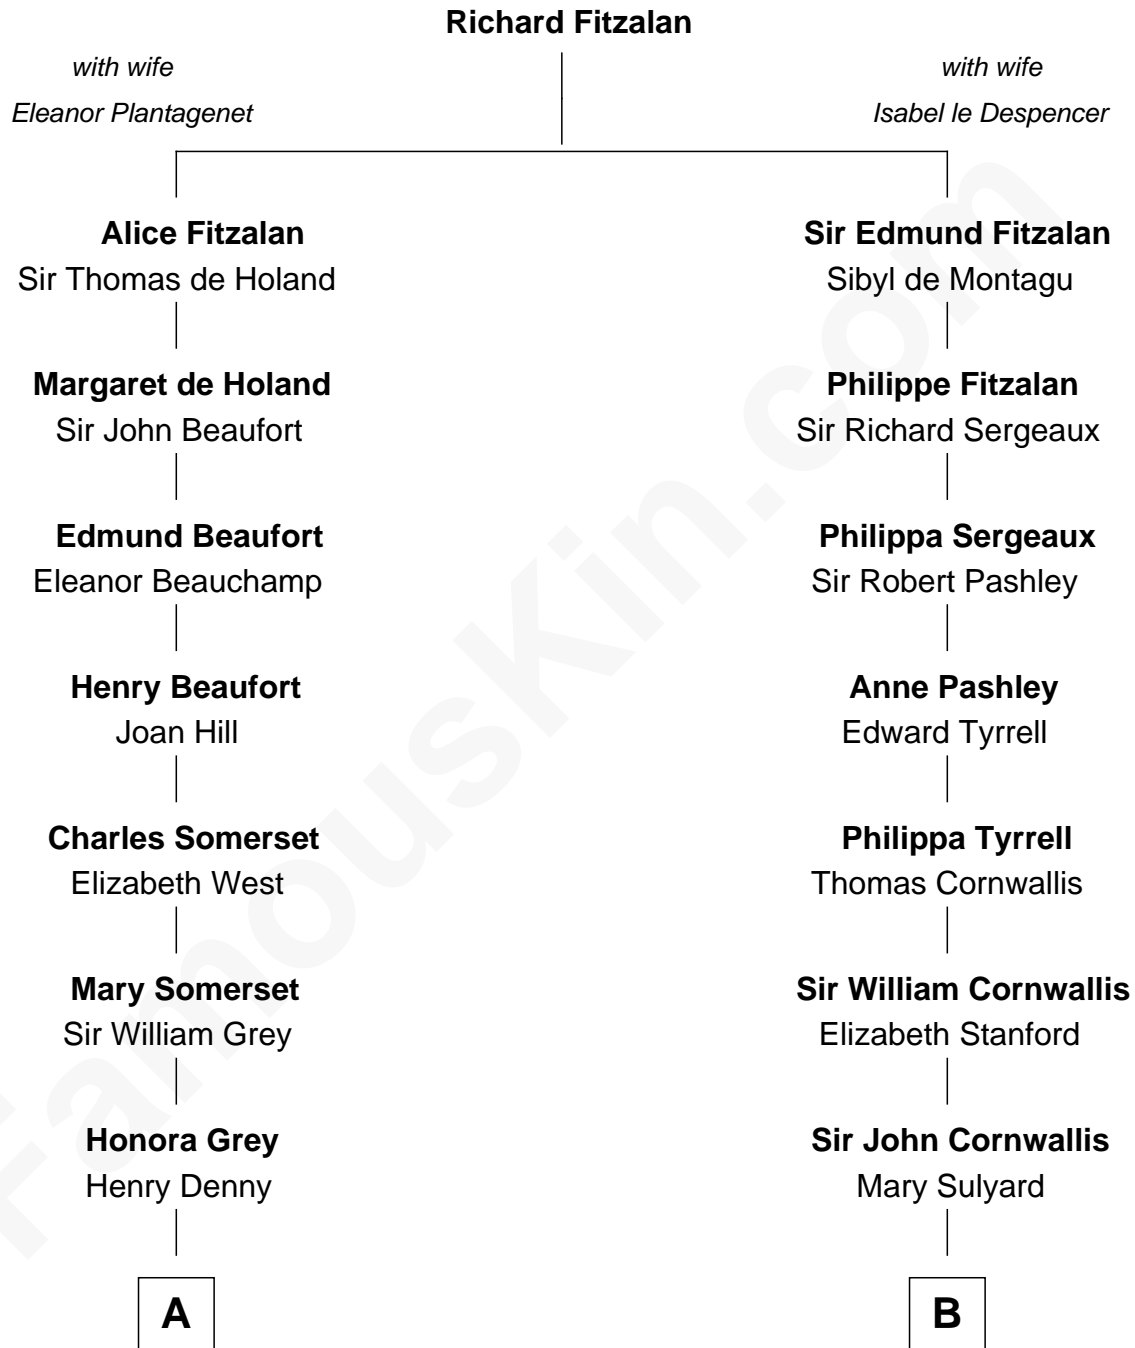 Richard Fitzalan
with wife
Eleanor Plantagenet
with wife
Isabel le Despencer
Alice Fitzalan
Sir Thomas de Holand
Sir Edmund Fitzalan
Sibyl de Montagu
Margaret de Holand
Sir John Beaufort
Philippe Fitzalan
Sir Richard Sergeaux
Edmund Beaufort
Eleanor Beauchamp
Philippa Sergeaux
Sir Robert Pashley
Henry Beaufort
Joan Hill
Anne Pashley
Edward Tyrrell
Charles Somerset
Elizabeth West
Philippa Tyrrell
Thomas Cornwallis
Mary Somerset
Sir William Grey
Sir William Cornwallis
Elizabeth Stanford
Honora Grey
Henry Denny
Sir John Cornwallis
Mary Sulyard
A
B
FamousKin.com